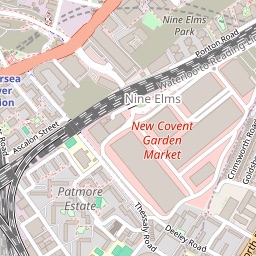 Nine Elms
Park
Ponton Road
Waterloo to Reading Line
Nine Elms
New Covent
Garden
Market
Ascalon Street
Road
Patmore
Estate
Thessaly Road
Deeley Road
Cringle